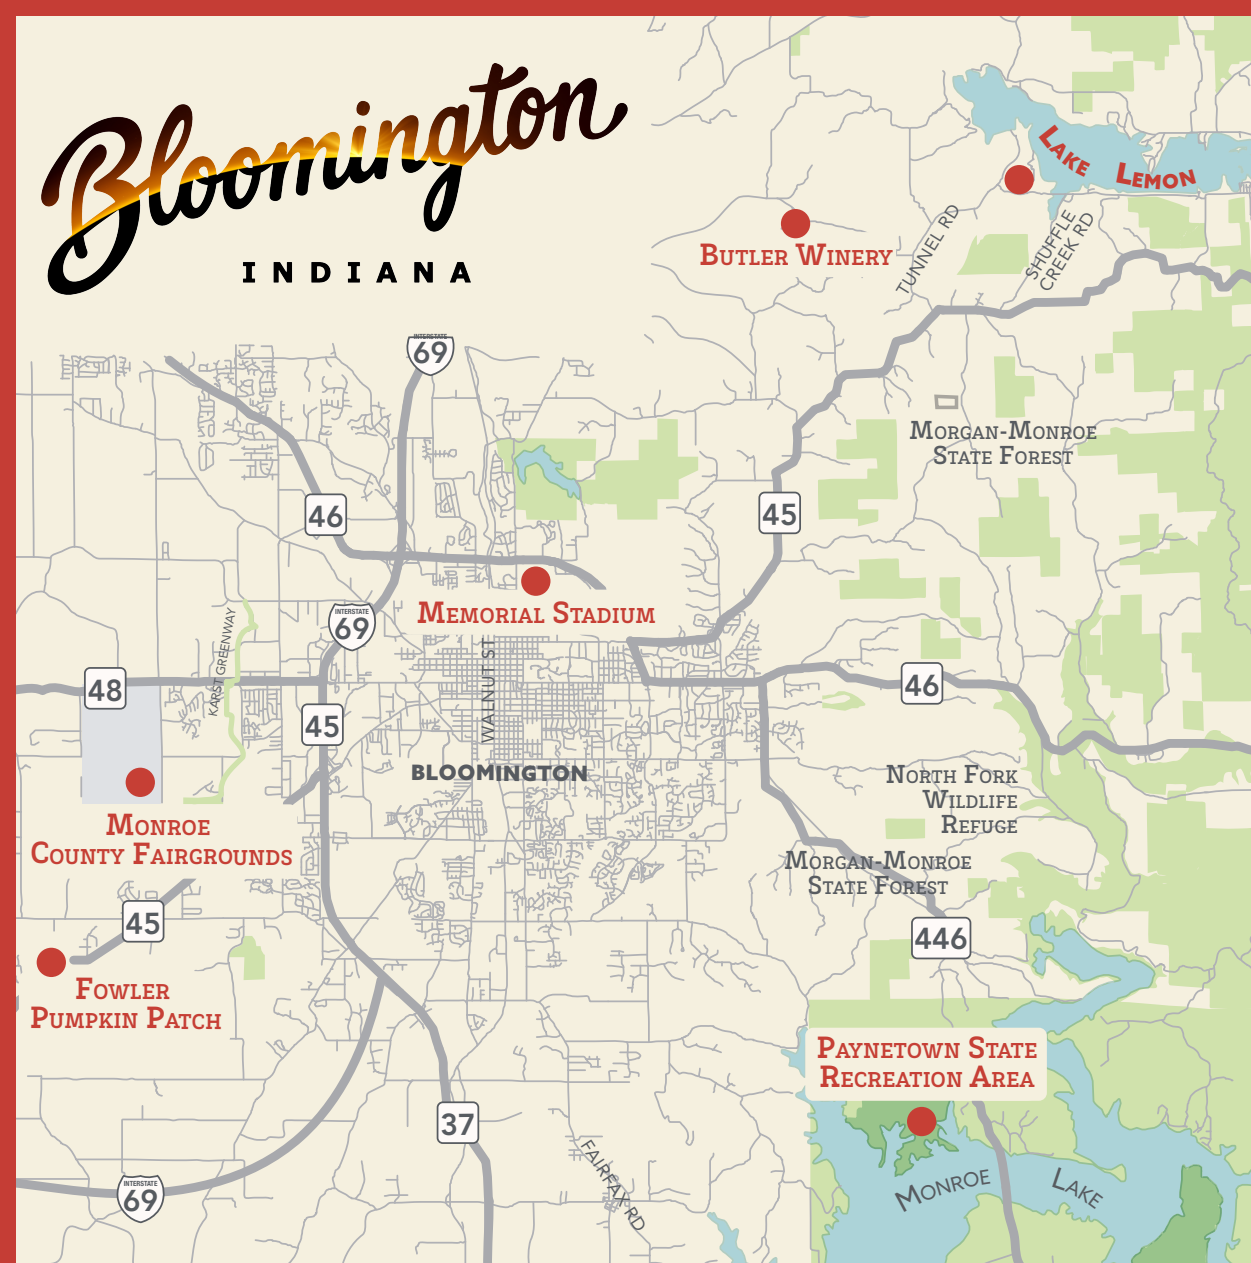 Bloomington
INDIANA
LAKE LEMON
BUTLER WINERY
TUNNEL RD
SHUFFLE
CREEK RD
INTERSTATE
69
MORGAN-MONROE
STATE FOREST
46
45
MEMORIAL STADIUM
INTERSTATE
69
KARST GREENWAY
WALNUT ST
48
46
45
BLOOMINGTON
NORTH FORK
WILDLIFE
REFUGE
MONROE
COUNTY FAIRGROUNDS
MORGAN-MONROE
STATE FOREST
45
446
FOWLER
PUMPKIN PATCH
PAYNETOWN STATE
RECREATION AREA
37
FAIRFAX RD
MONROE LAKE
INTERSTATE
69